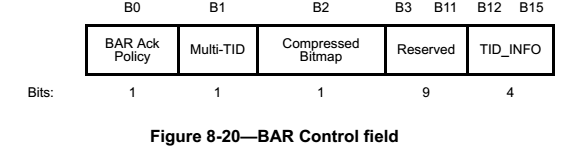 B0 B1 B2 B3 B11 B12 B15
BAR Ack Policy Multi-TID Compressed Bitmap Reserved TID_INFO
Bits: 1 1 1 9 4
Figure 8-20—BAR Control field